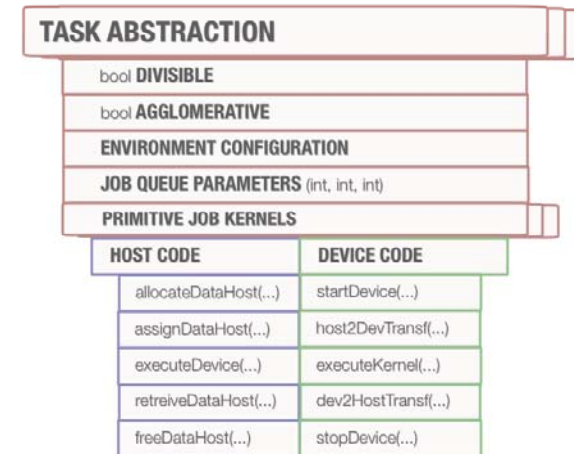 TASK ABSTRACTION
bool DIVISIBLE
bool AGGLOMERATIVE
ENVIRONMENT CONFIGURATION
JOB QUEUE PARAMETERS (int, int, int)
PRIMITIVE JOB KERNELS
HOST CODE DEVICE CODE
allocateDataHost(...) startDevice(...)
assignDataHost(...) host2DevTransf(...)
executeDevice(...) executeKernel(...)
retreiveDataHost(...) dev2HostTransf(...)
freeDataHost(...) stopDevice(...)